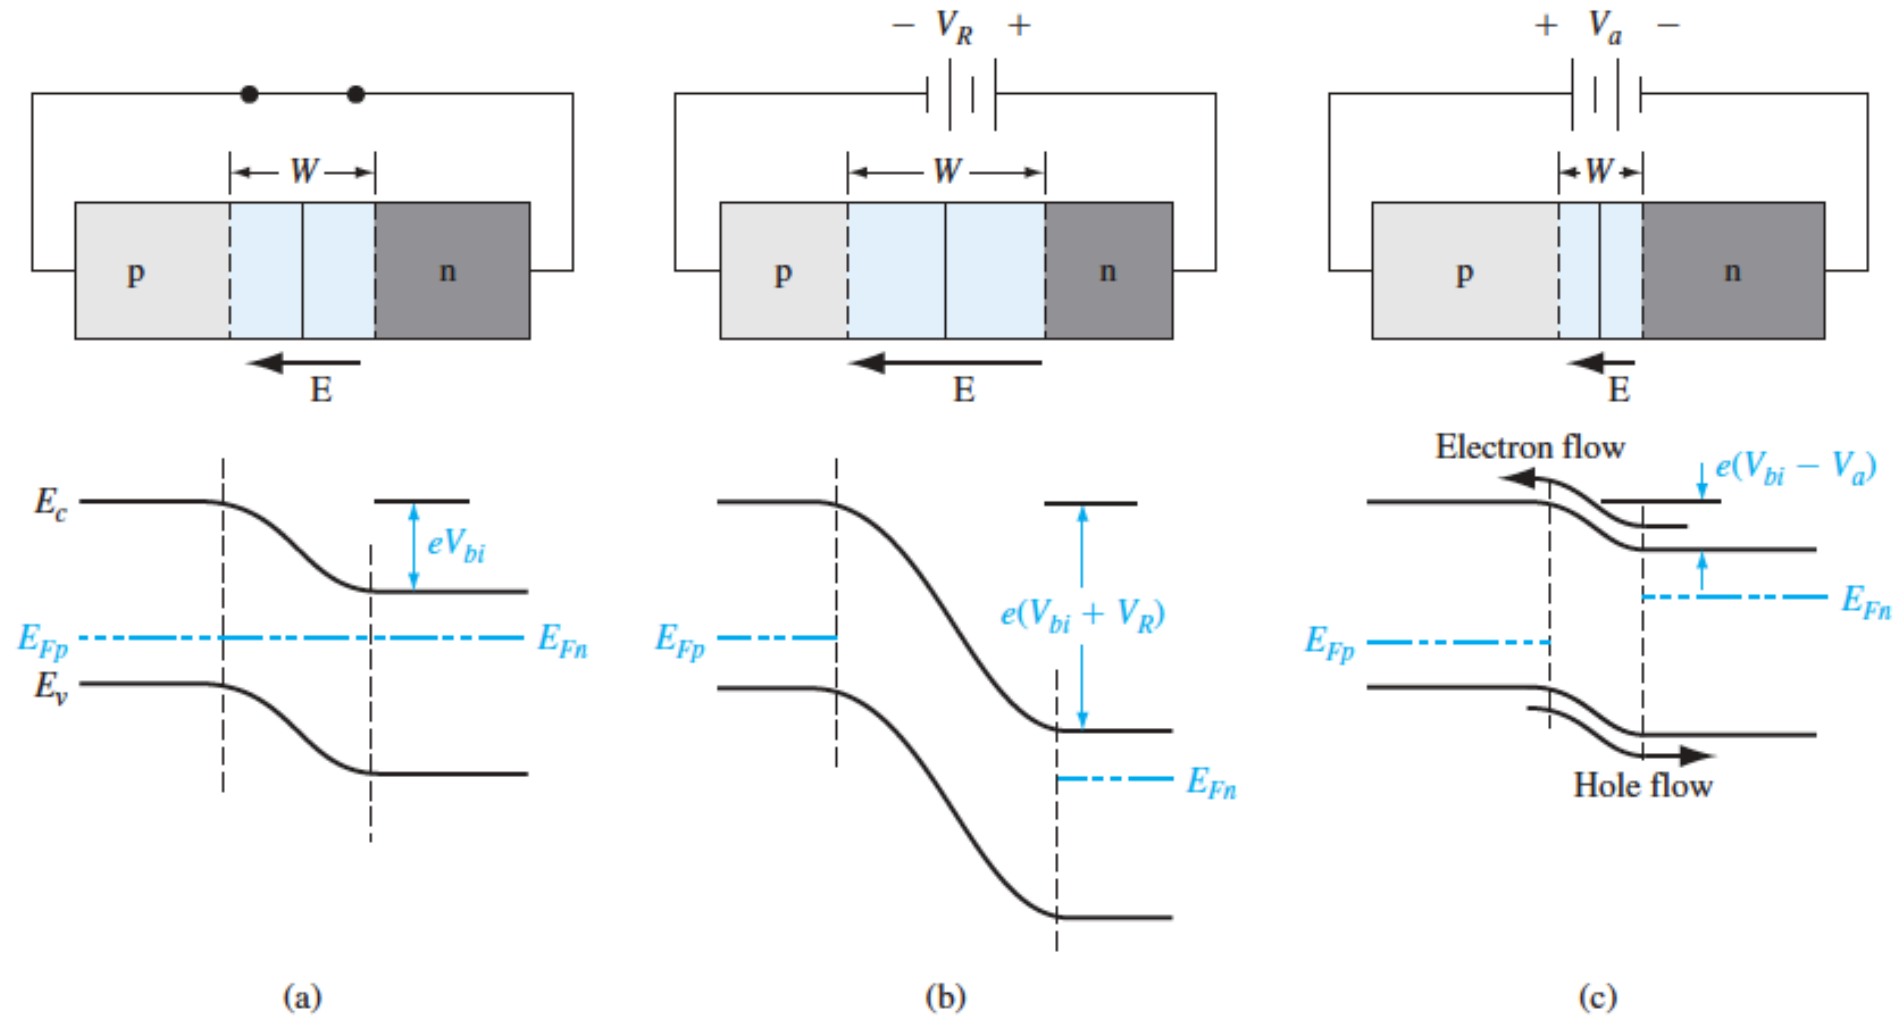 − V_R +
+ V_a −
W
W
W
p
n
p
n
p
n
E
E
E
Electron flow
e(V_bi − V_a)
E_c
eV_bi
e(V_bi + V_R)
E_Fn
E_Fp
E_Fn
E_Fp
E_Fp
E_v
E_Fn
Hole flow
(a)
(b)
(c)